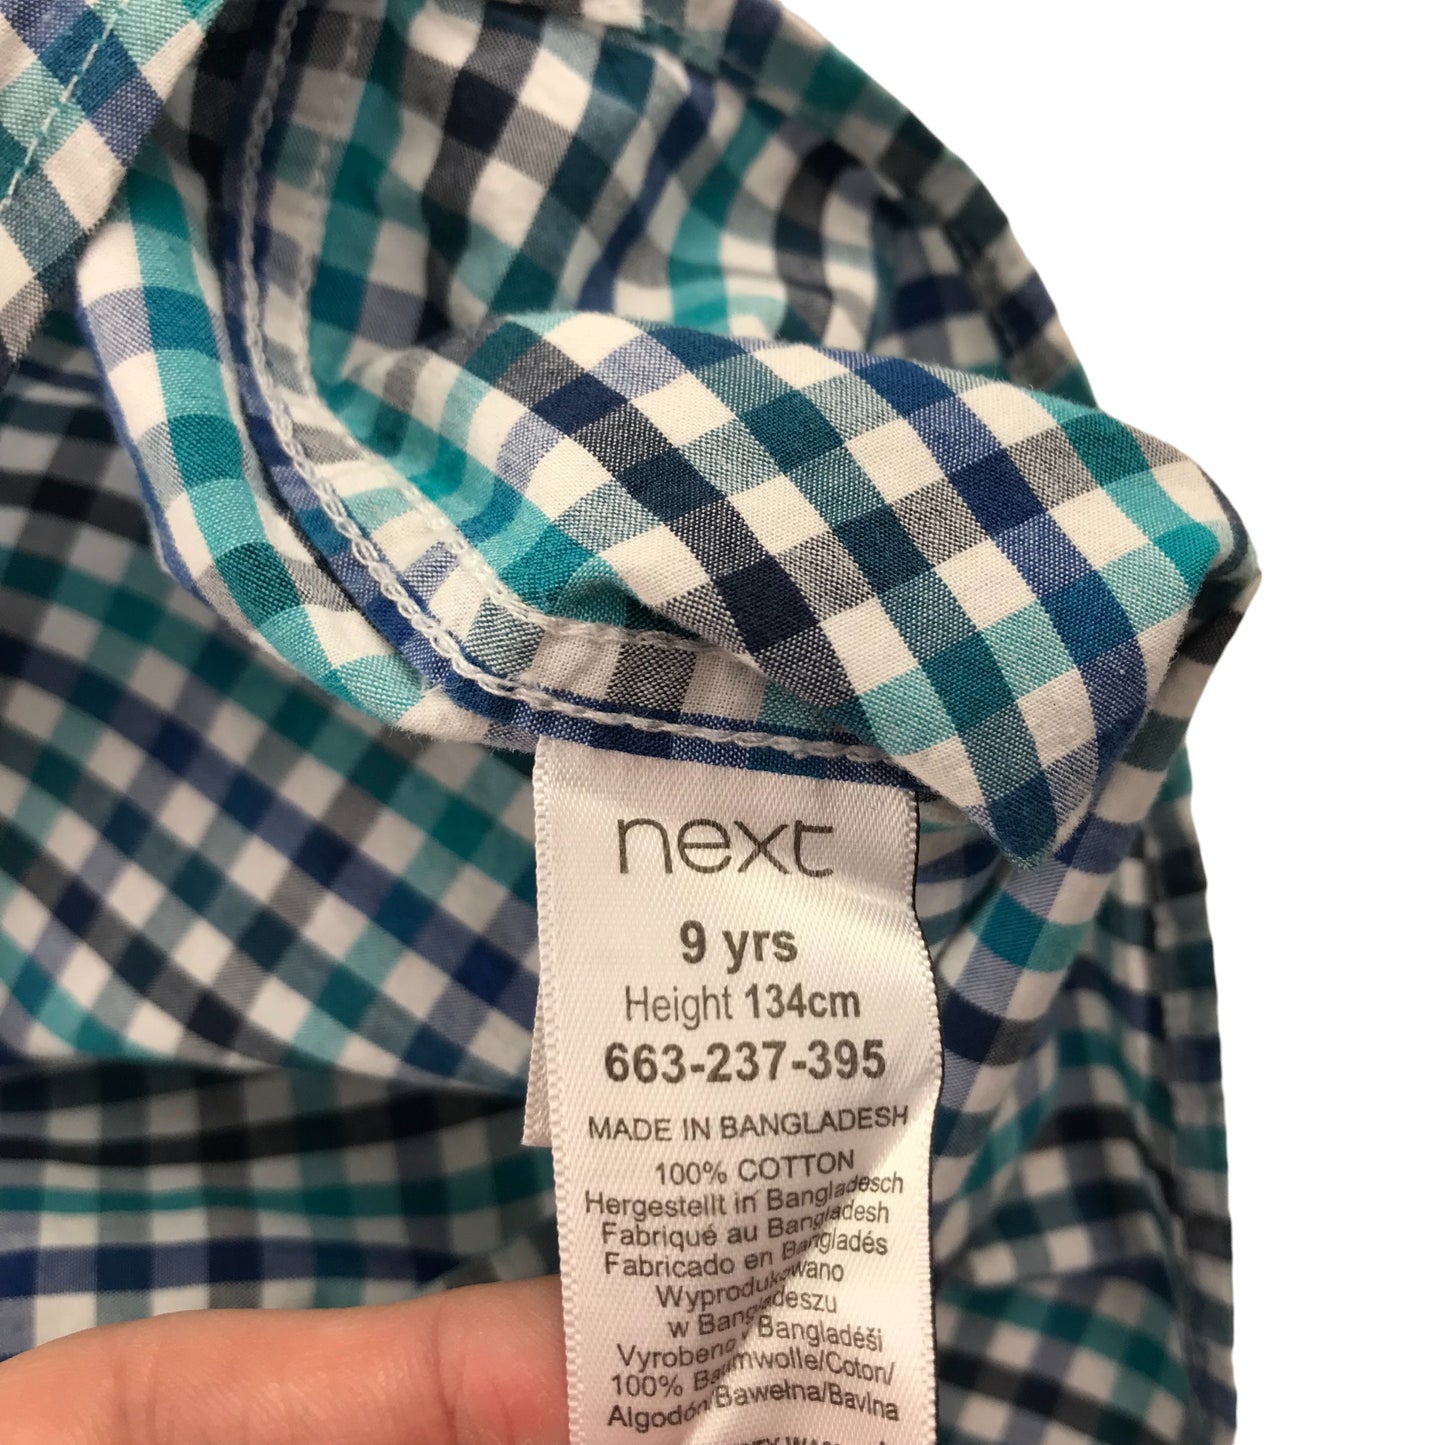 next
9 yrs
Height 134cm
663-237-395
MADE IN BANGLADESH
100% COTTON
Hergestellt in Bangladesch
Fabriqué au Bangladesh
Fabricado en Bangladés
Wyprodukowano
w Bangladeszu
Vyrobeno v Bangladéši
100% Baumwolle/Coton/
Algodón/Bawełna/Bavlna